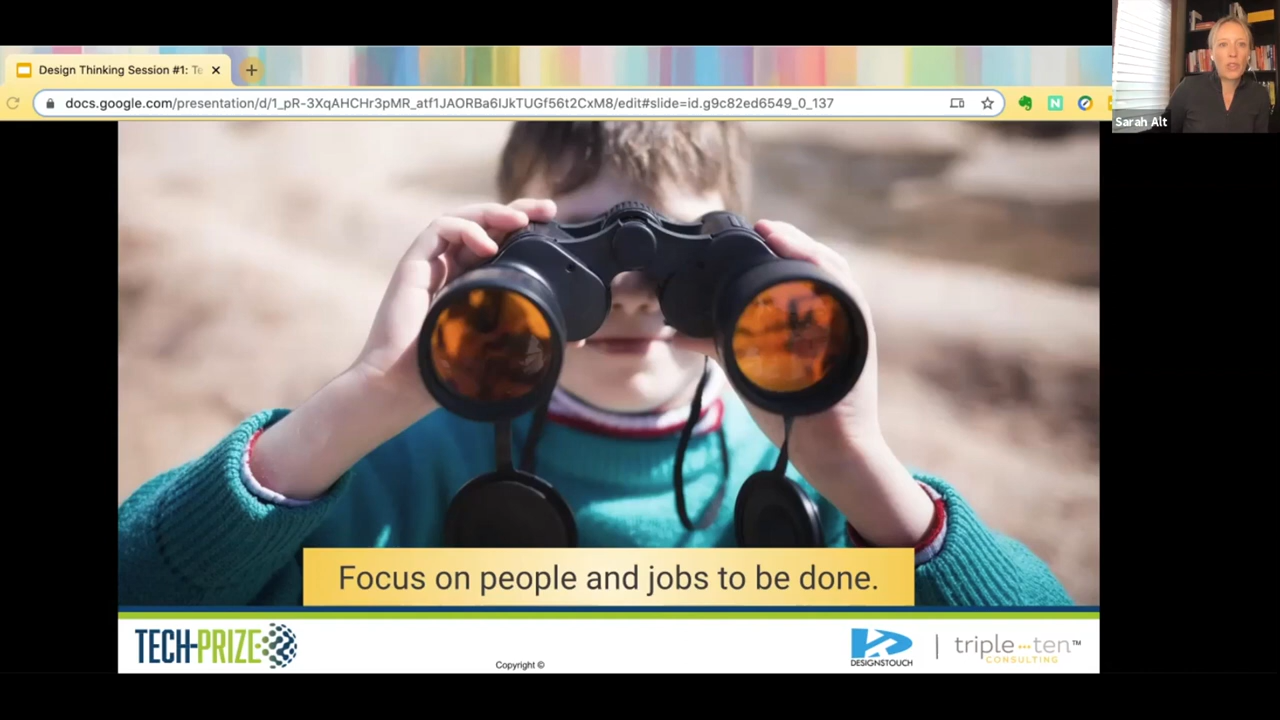 Design Thinking Session #1: Te
docs.google.com/presentation/d/1_pR-3XqAHCHr3pMR_atf1JAORBa6IJkTUGf56t2CxM8/edit#slide=id.g9c82ed6549_0_137
Sarah Alt
Focus on people and jobs to be done.
TECH-PRIZE
Copyright ©
DESIGNSTOUCH
triple···ten™
CONSULTING